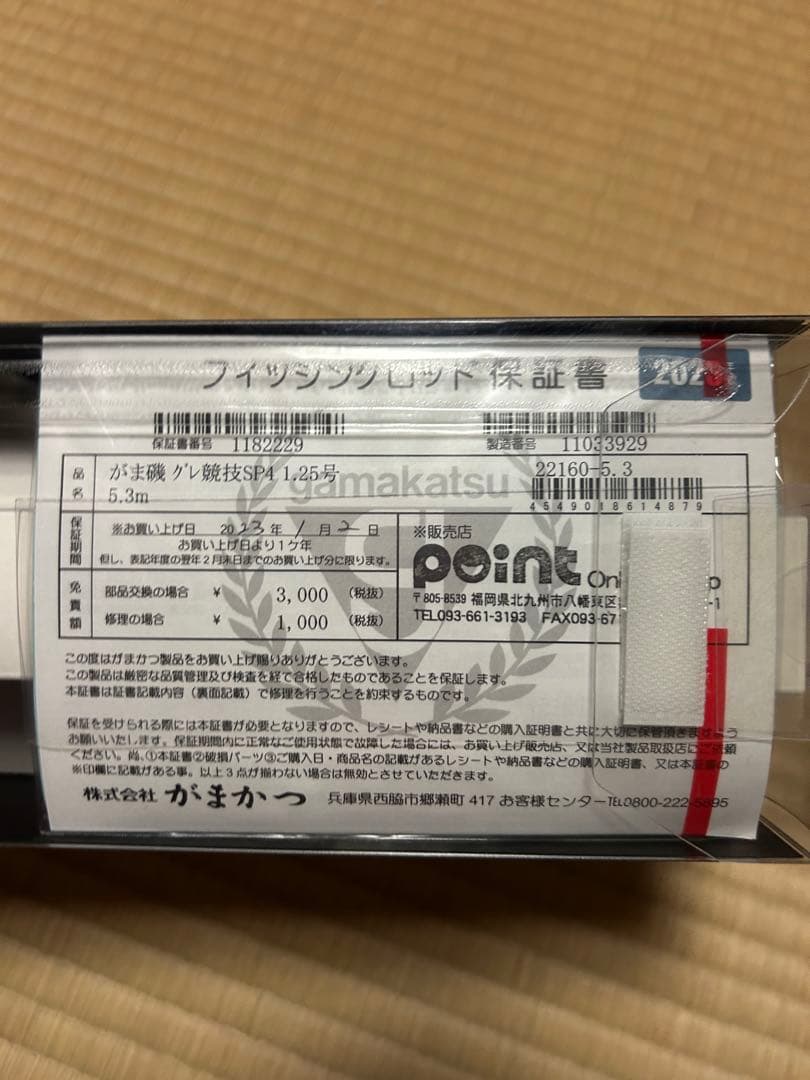 フィッシングロッド 保証書
保証書番号 1182229
製造番号 11033929
品名
がま磯 グレ競技SP4 1.25号
5.3m
22160-5.3
4549018614879
gamakatsu
保証期間
※お買い上げ日 2023年 1月 2日
お買い上げ日より1ケ年
但し、表記年度の翌年2月末日までのお買い上げ分に限ります。
※販売店
point
〒805-8539 福岡県北九州市八幡東区
TEL093-661-3193 FAX093-67
免責額
部品交換の場合 ¥ 3,000 (税抜)
修理の場合 ¥ 1,000 (税抜)
この度はがまかつ製品をお買い上げ賜りありがとうございます。
この製品は厳密な品質管理及び検査を経て合格したものであることを保証します。
本証書は証書記載内容（裏面記載）で修理を行うことを約束するものです。
保証を受けられる際には本証書が必要となりますので、レシートや納品書などの購入証明書と共に大切に保管頂きますよう
お願いいたします。保証期間内に正常なご使用状態で故障した場合には、お買い上げ販売店、又は当社製品取扱店にご依頼
ください。尚、①本証書②破損パーツ③ご購入日・商品名の記載があるレシートや納品書などの購入証明書、又は本証書の
※印欄に記載がある事。以上3点が揃わない場合は無効とさせていただきます。
株式会社 がまかつ 兵庫県西脇市郷瀬町 417 お客様センターTEL0800-222-5895